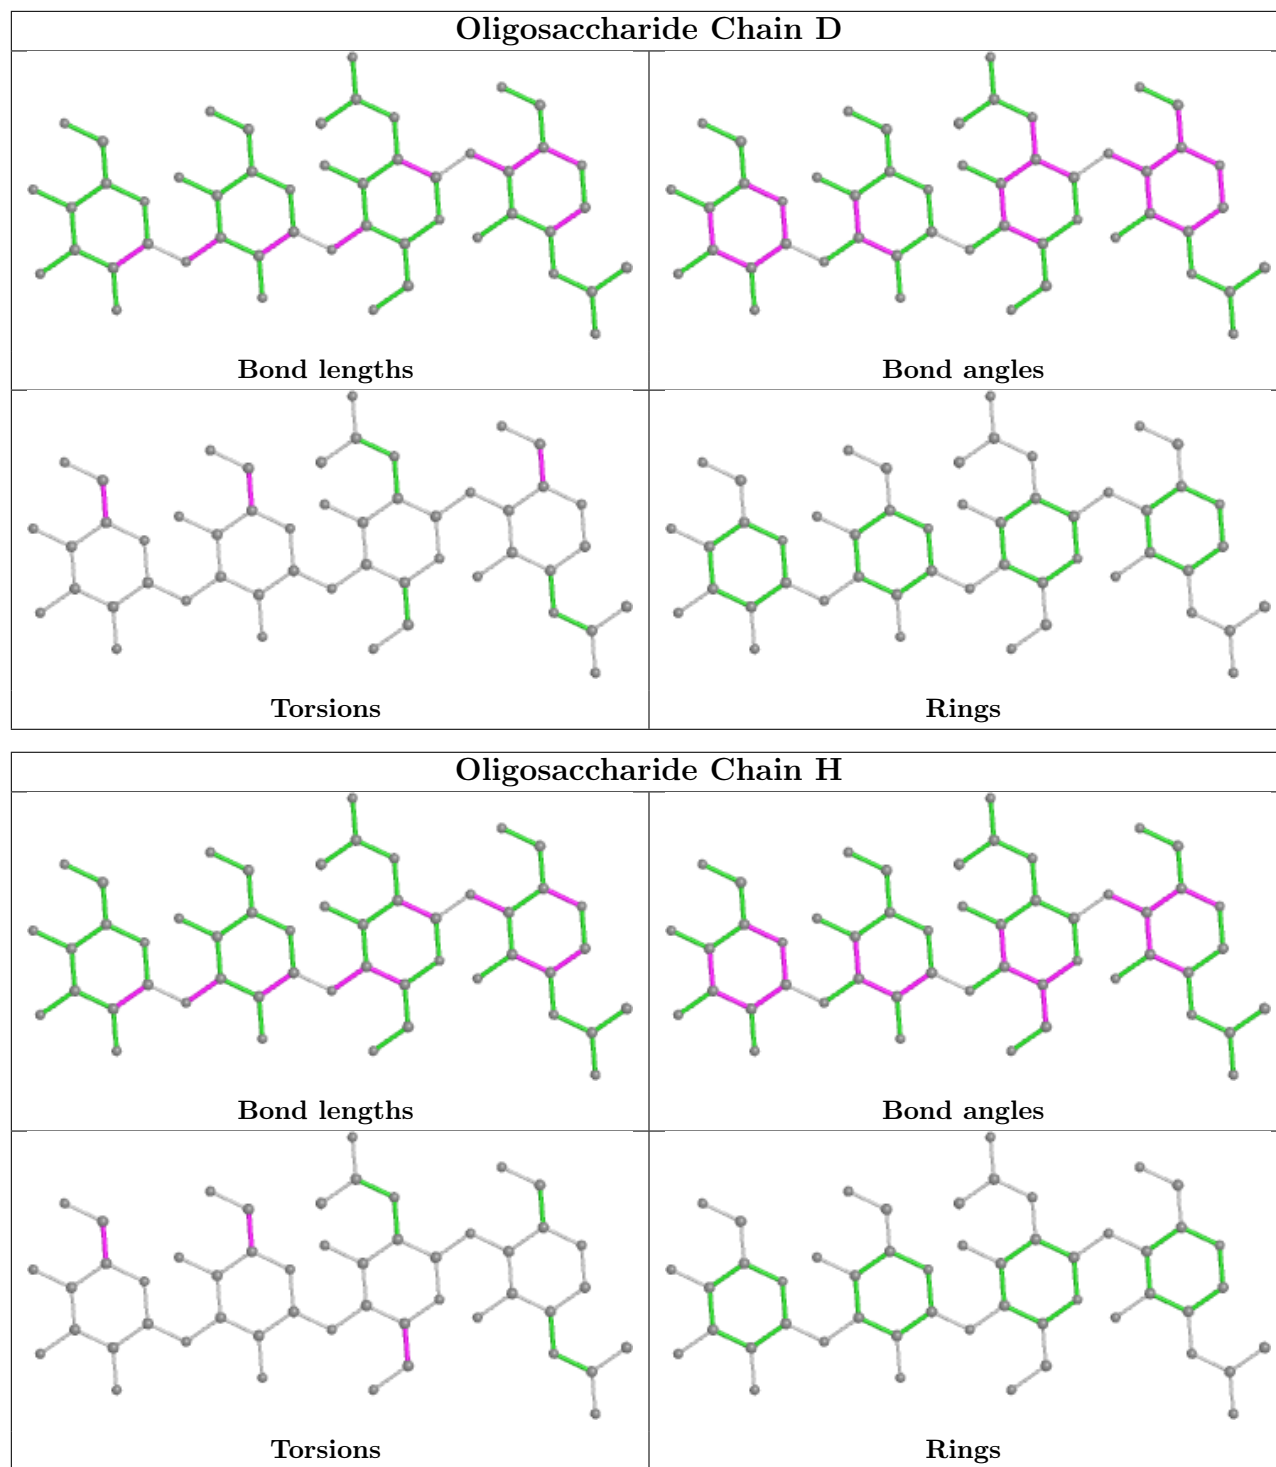 Oligosaccharide Chain D
Bond lengths
Bond angles
Torsions
Rings
Oligosaccharide Chain H
Bond lengths
Bond angles
Torsions
Rings